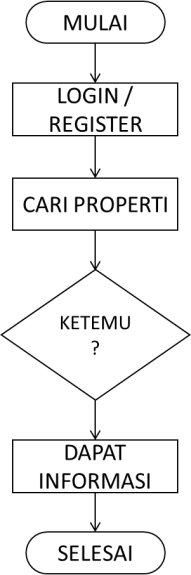 MULAI
LOGIN /
REGISTER
CARI PROPERTI
KETEMU
?
DAPAT
INFORMASI
SELESAI